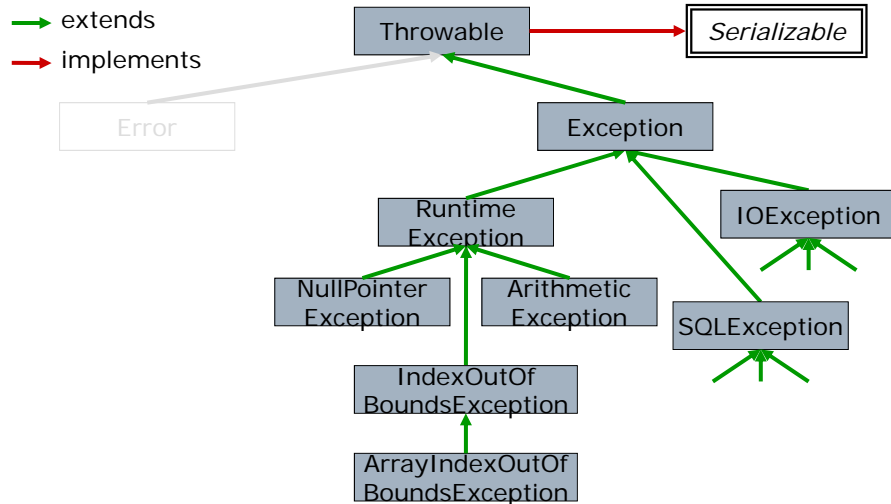 extends
implements
Throwable
Serializable
Error
Exception
Runtime
Exception
IOException
NullPointer
Exception
Arithmetic
Exception
SQLException
IndexOutOf
BoundsException
ArrayIndexOutOf
BoundsException